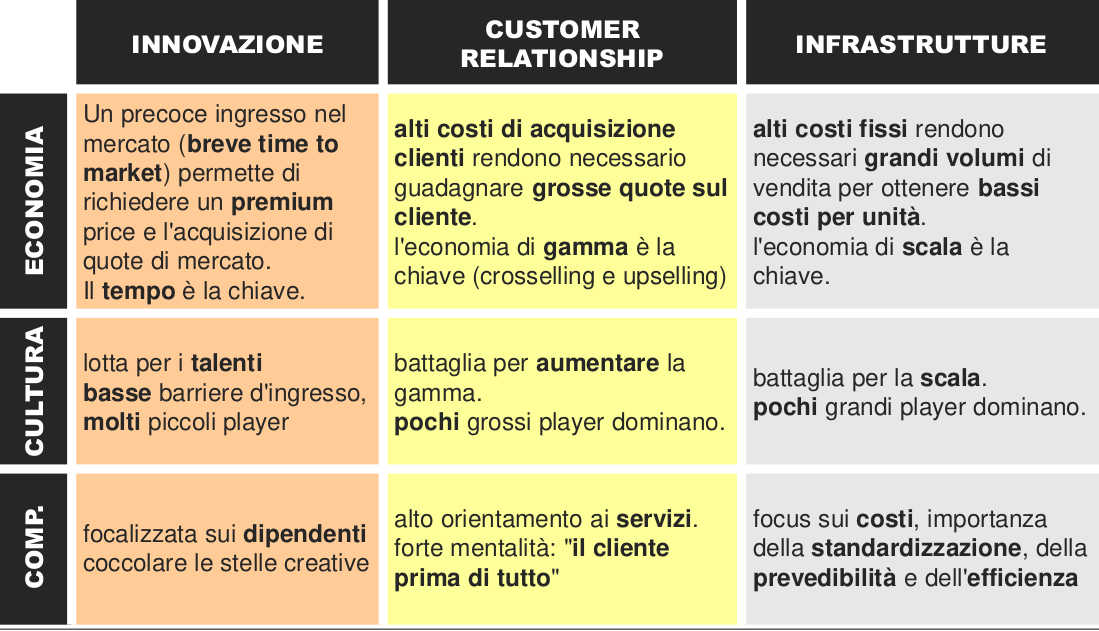 INNOVAZIONE
CUSTOMER
RELATIONSHIP
INFRASTRUTTURE
ECONOMIA
Un precoce ingresso nel
mercato (breve time to
market) permette di
richiedere un premium
price e l'acquisizione di
quote di mercato.
Il tempo è la chiave.
alti costi di acquisizione
clienti rendono necessario
guadagnare grosse quote sul
cliente.
l'economia di gamma è la
chiave (crosselling e upselling)
alti costi fissi rendono
necessari grandi volumi di
vendita per ottenere bassi
costi per unità.
l'economia di scala è la
chiave.
CULTURA
lotta per i talenti
basse barriere d'ingresso,
molti piccoli player
battaglia per aumentare la
gamma.
pochi grossi player dominano.
battaglia per la scala.
pochi grandi player dominano.
COMP.
focalizzata sui dipendenti
coccolare le stelle creative
alto orientamento ai servizi.
forte mentalità: "il cliente
prima di tutto"
focus sui costi, importanza
della standardizzazione, della
prevedibilità e dell'efficienza